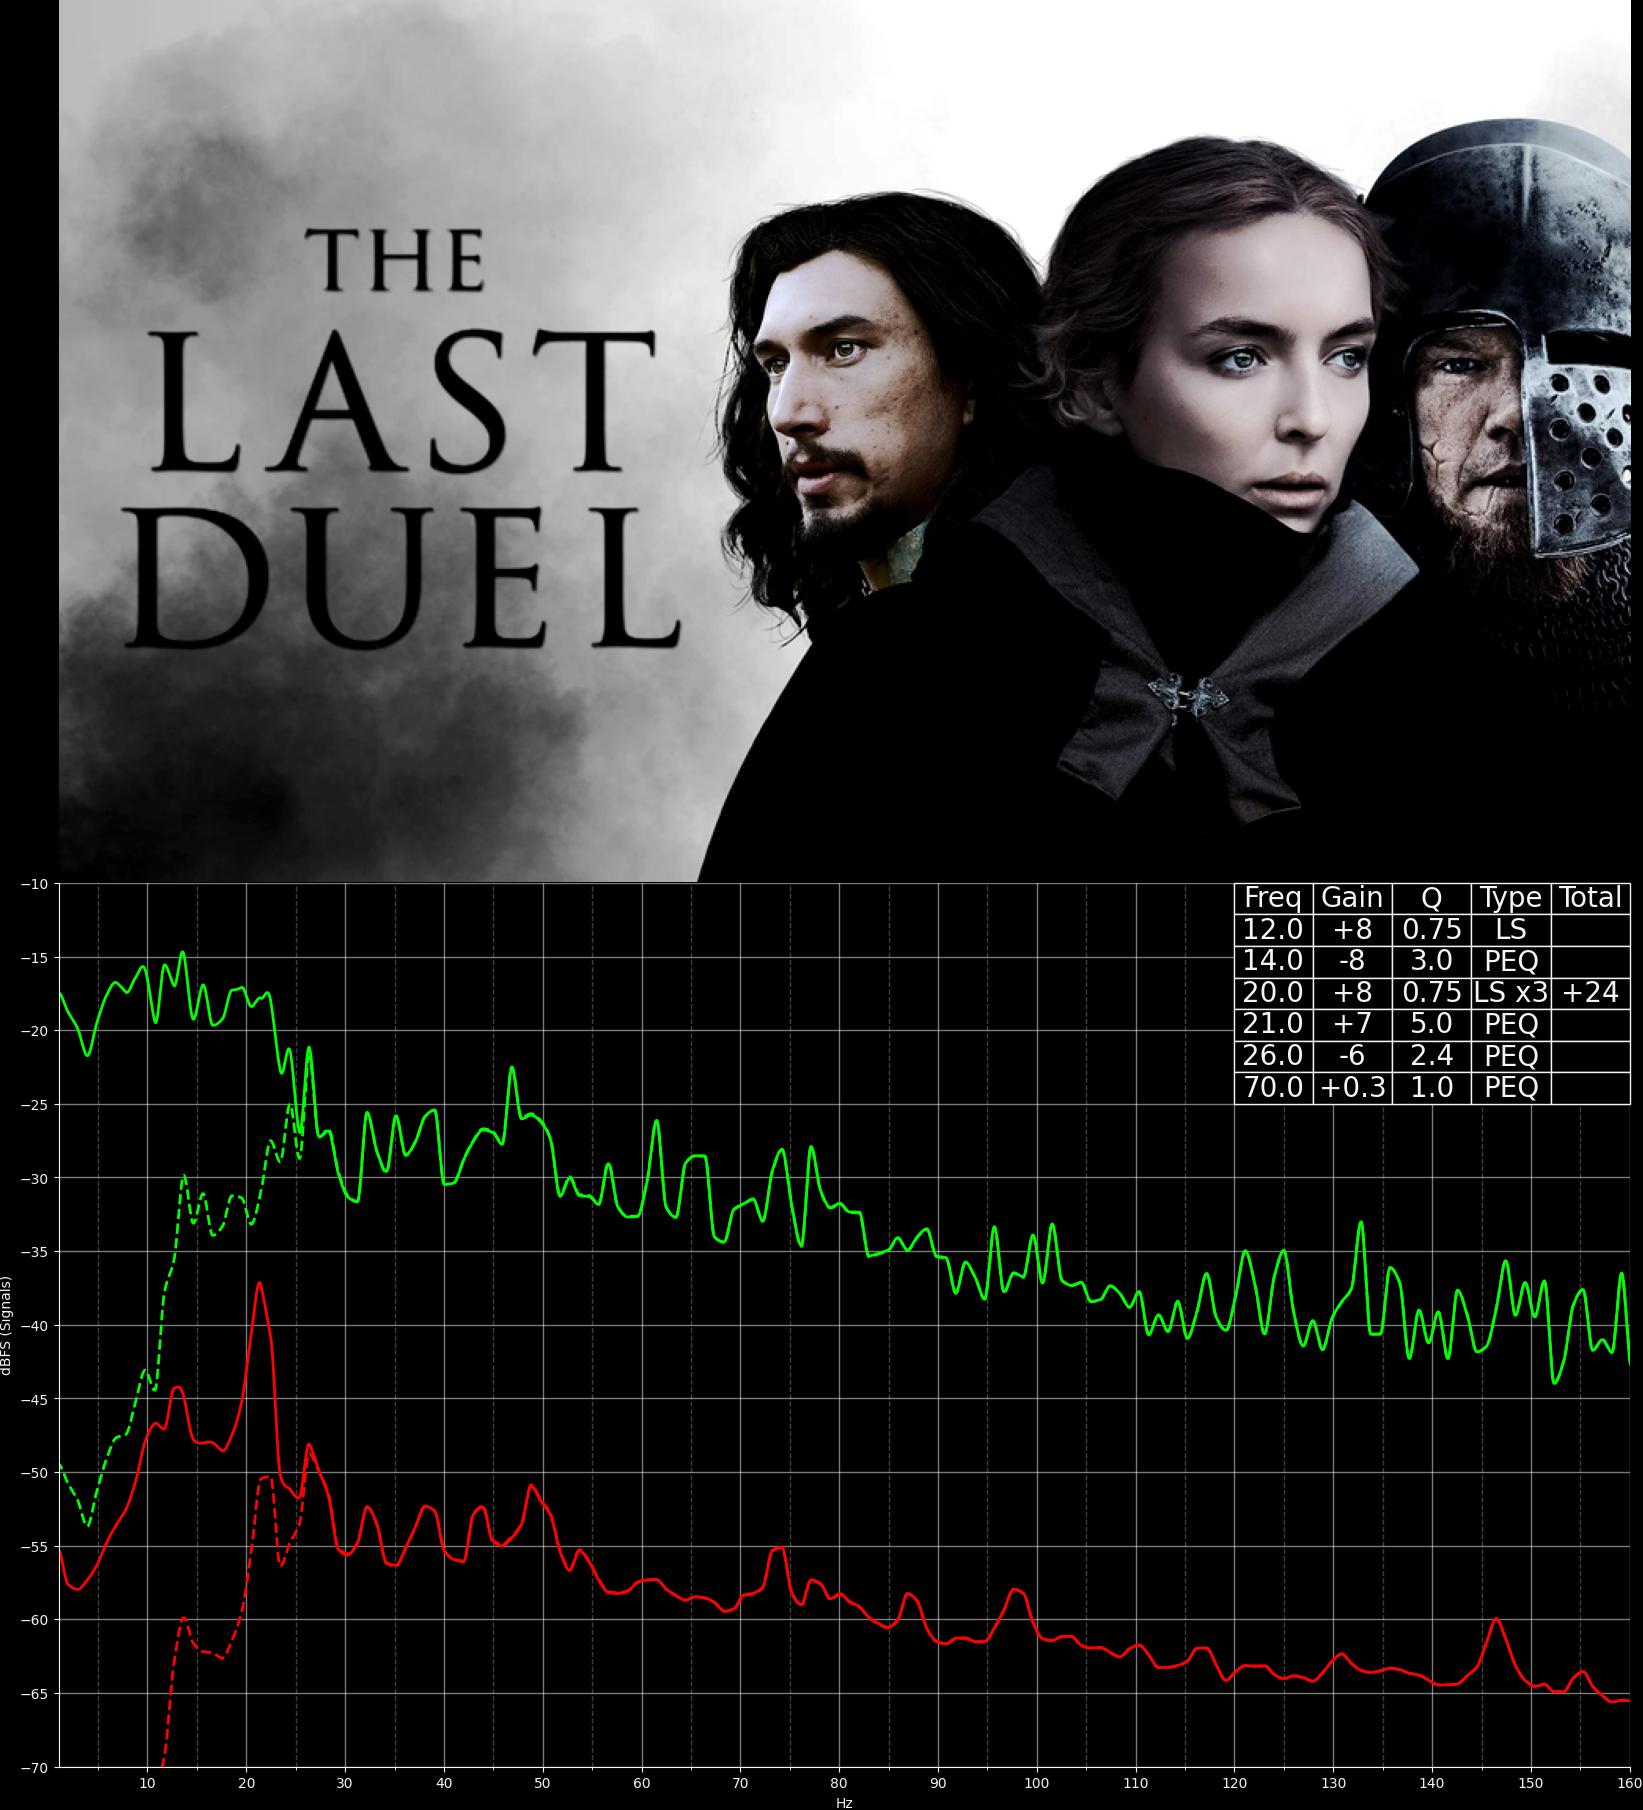 THE
LAST
DUEL
Freq Gain Q Type Total
12.0 +8 0.75 LS
14.0 -8 3.0 PEQ
20.0 +8 0.75 LS x3 +24
21.0 +7 5.0 PEQ
26.0 -6 2.4 PEQ
70.0 +0.3 1.0 PEQ
−10
−15
−20
−25
−30
−35
−40
−45
−50
−55
−60
−65
−70
dBFS (Signals)
10 20 30 40 50 60 70 80 90 100 110 120 130 140 150 160
Hz